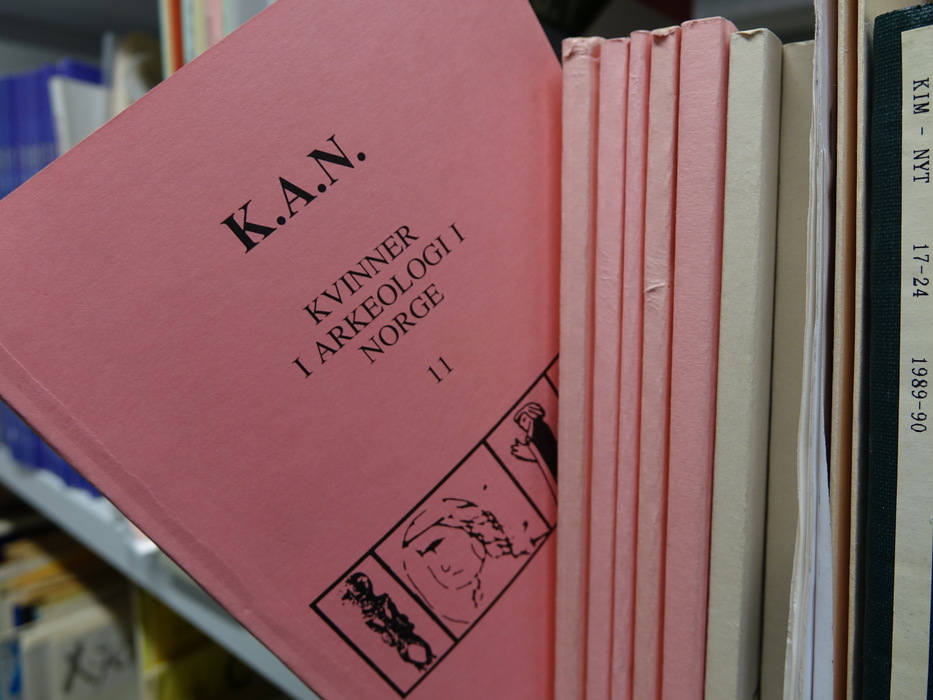 K.A.N.
KVINNER
I ARKEOLOGI I
NORGE
11
KIM - NYT 17-24 1989-90